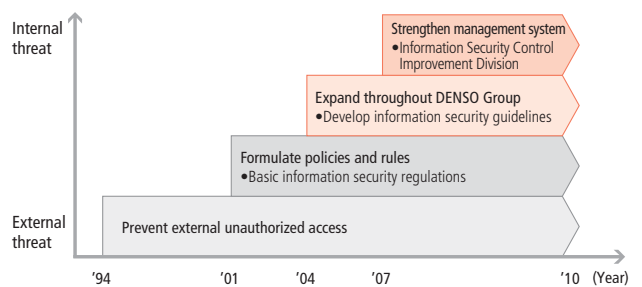 Internal
threat
Strengthen management system
●Information Security Control
Improvement Division
Expand throughout DENSO Group
●Develop information security guidelines
Formulate policies and rules
●Basic information security regulations
External
threat
Prevent external unauthorized access
'94 '01 '04 '07 '10 (Year)